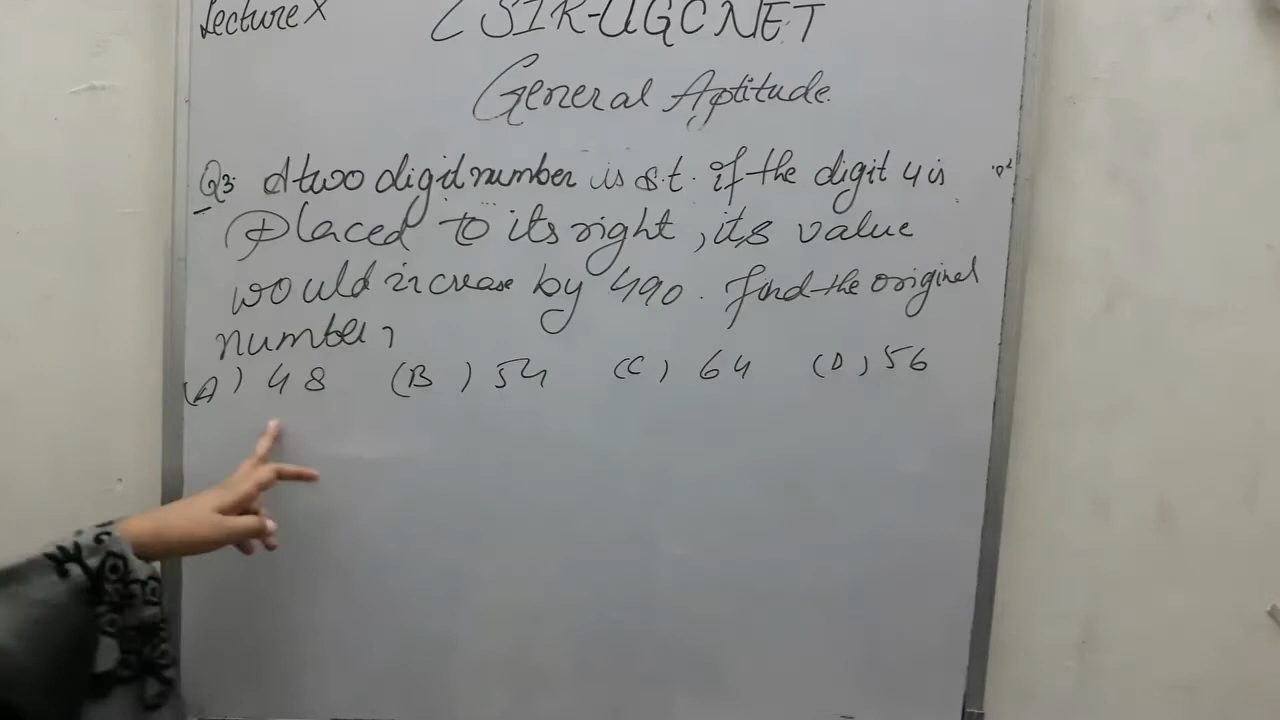 Lecture X
CSIR-UGC NET
General Aptitude.
Q3. A two digit number is s.t. if the digit 4 is
placed to its right, its value
would increase by 490. find the original
number?
(A) 48 (B) 54 (C) 64 (D) 56